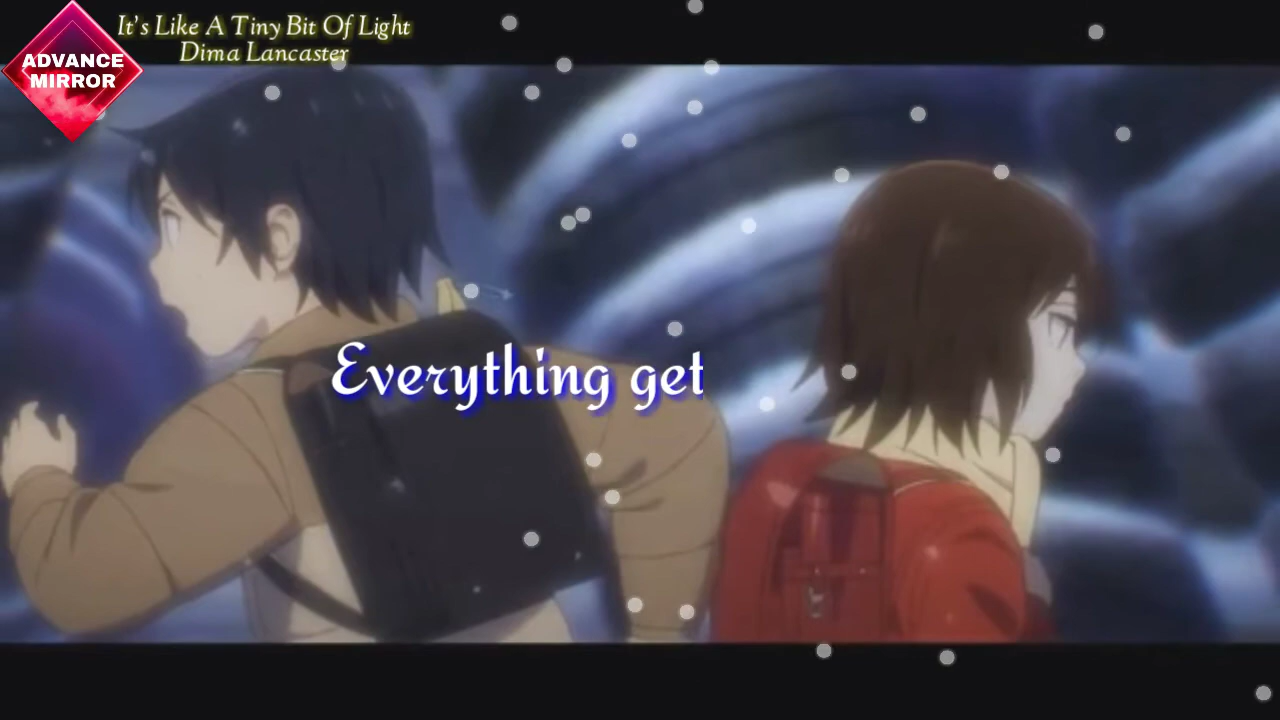 It's Like A Tiny Bit Of Light
Dima Lancaster
ADVANCE
MIRROR
Everything get